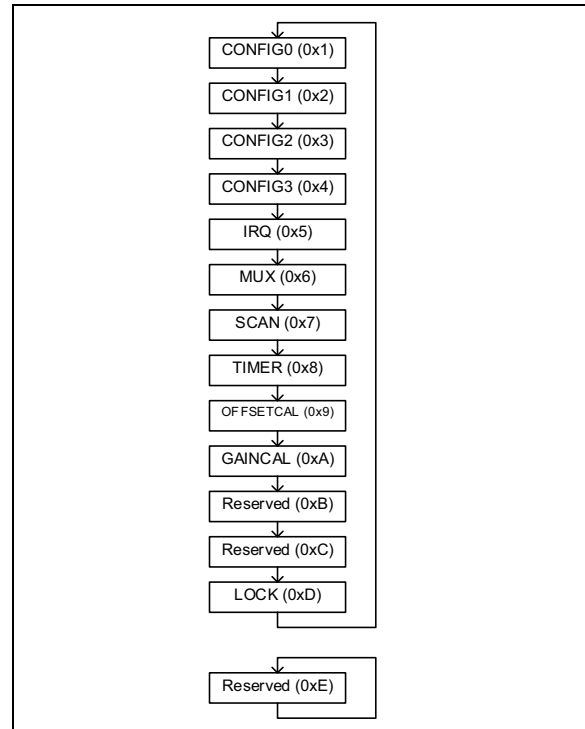 CONFIG0 (0x1)
CONFIG1 (0x2)
CONFIG2 (0x3)
CONFIG3 (0x4)
IRQ (0x5)
MUX (0x6)
SCAN (0x7)
TIMER (0x8)
OFFSETCAL (0x9)
GAINCAL (0xA)
Reserved (0xB)
Reserved (0xC)
LOCK (0xD)
Reserved (0xE)